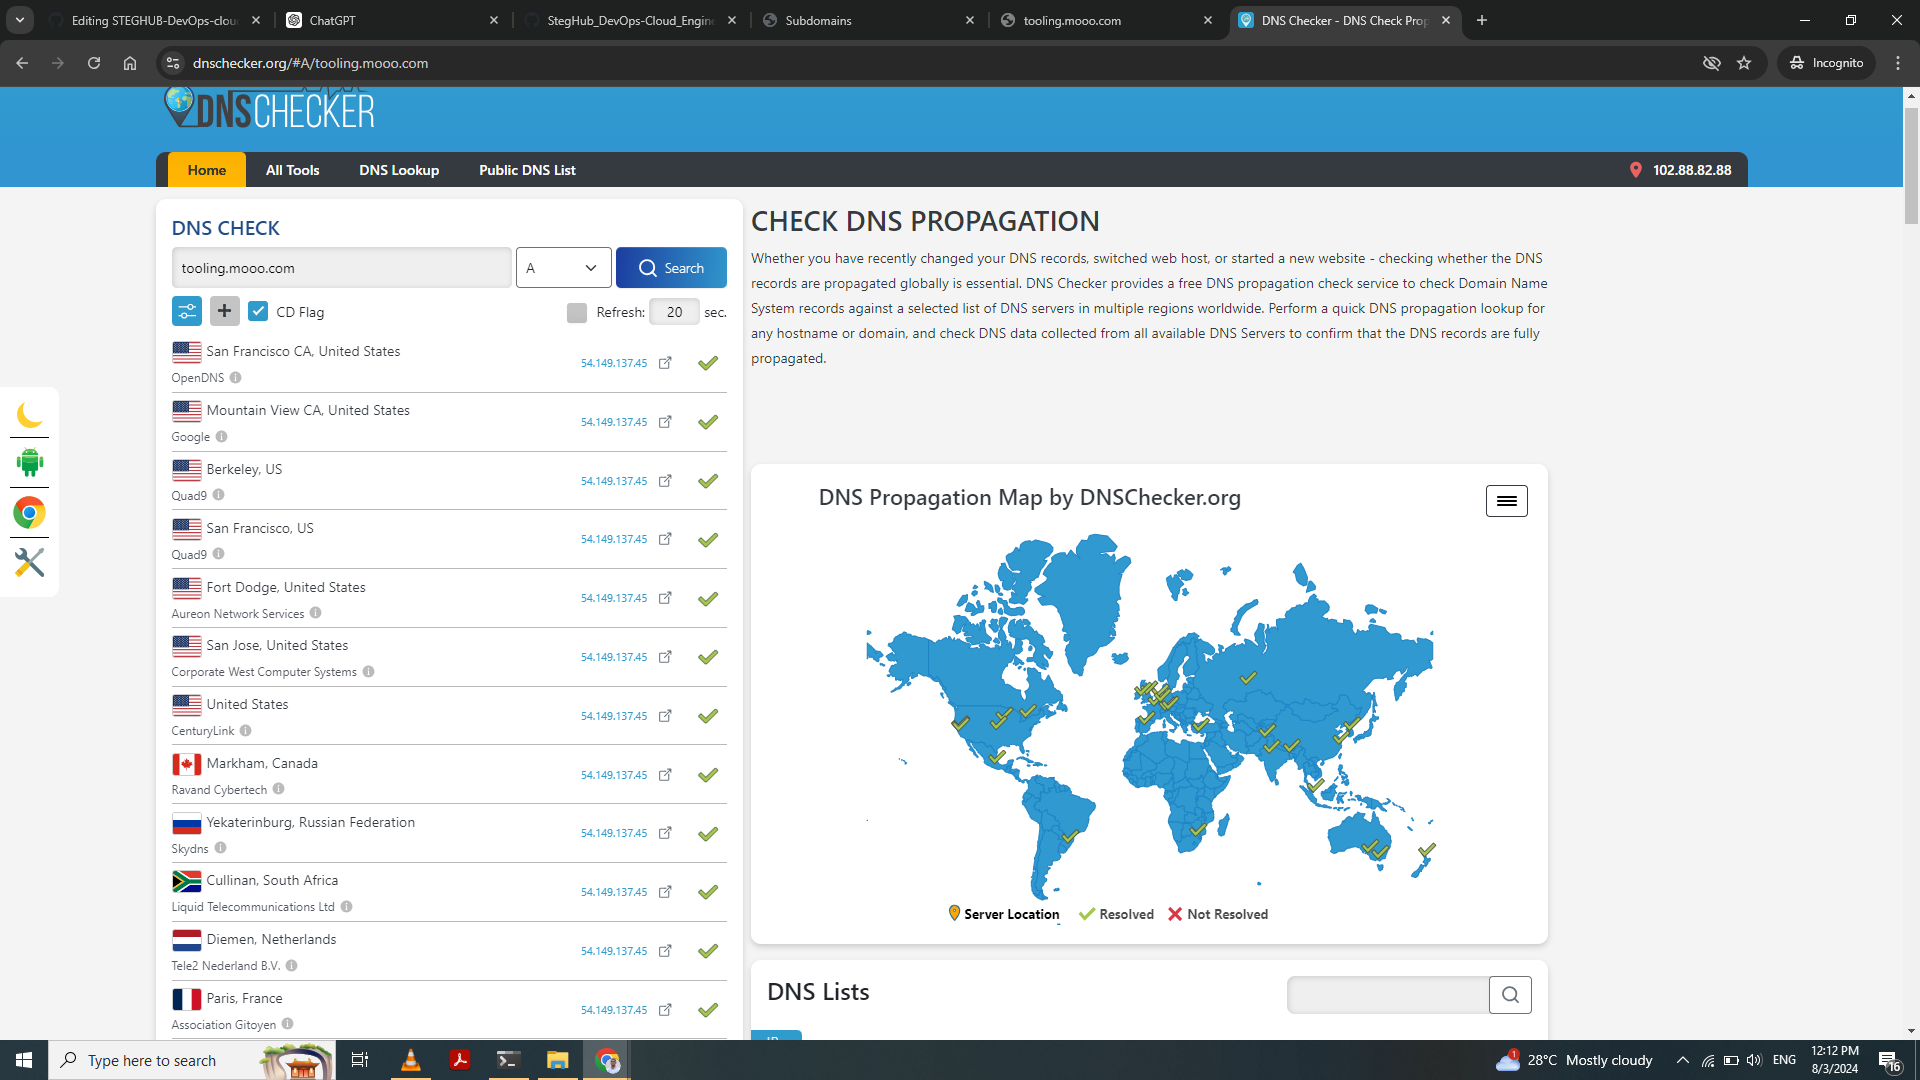 Editing STEGHUB-DevOps-clou
ChatGPT
StegHub_DevOps-Cloud_Engine
Subdomains
tooling.mooo.com
DNS Checker - DNS Check Prop
dnschecker.org/#A/tooling.mooo.com
Incognito
DNSCHECKER
Home
All Tools
DNS Lookup
Public DNS List
102.88.82.88
DNS CHECK
tooling.mooo.com
A
Search
CD Flag
Refresh: 20 sec.
San Francisco CA, United States
OpenDNS
54.149.137.45
Mountain View CA, United States
Google
54.149.137.45
Berkeley, US
Quad9
54.149.137.45
San Francisco, US
Quad9
54.149.137.45
Fort Dodge, United States
Aureon Network Services
54.149.137.45
San Jose, United States
Corporate West Computer Systems
54.149.137.45
United States
CenturyLink
54.149.137.45
Markham, Canada
Ravand Cybertech
54.149.137.45
Yekaterinburg, Russian Federation
Skydns
54.149.137.45
Cullinan, South Africa
Liquid Telecommunications Ltd
54.149.137.45
Diemen, Netherlands
Tele2 Nederland B.V.
54.149.137.45
Paris, France
Association Gitoyen
54.149.137.45
CHECK DNS PROPAGATION
Whether you have recently changed your DNS records, switched web host, or started a new website - checking whether the DNS
records are propagated globally is essential. DNS Checker provides a free DNS propagation check service to check Domain Name
System records against a selected list of DNS servers in multiple regions worldwide. Perform a quick DNS propagation lookup for
any hostname or domain, and check DNS data collected from all available DNS Servers to confirm that the DNS records are fully
propagated.
DNS Propagation Map by DNSChecker.org
Server Location
Resolved
Not Resolved
DNS Lists
Type here to search
1
28°C Mostly cloudy
ENG
12:12 PM
8/3/2024
16